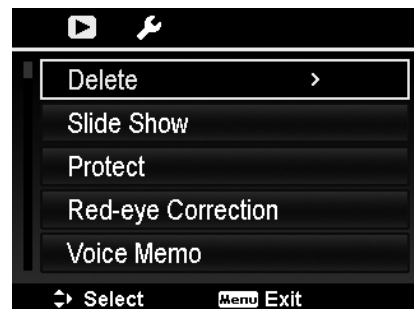 Delete
Slide Show
Protect
Red-eye Correction
Voice Memo
Select Menu Exit